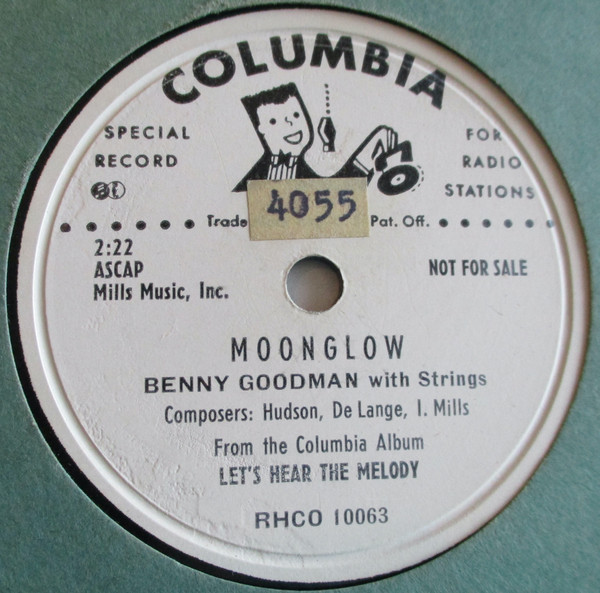 COLUMBIA
SPECIAL
RECORD
FOR
RADIO
STATIONS
Trade
4055
Pat. Off.
2:22
ASCAP
Mills Music, Inc.
NOT FOR SALE
MOONGLOW
BENNY GOODMAN with Strings
Composers: Hudson, De Lange, I. Mills
From the Columbia Album
LET'S HEAR THE MELODY
RHCO 10063